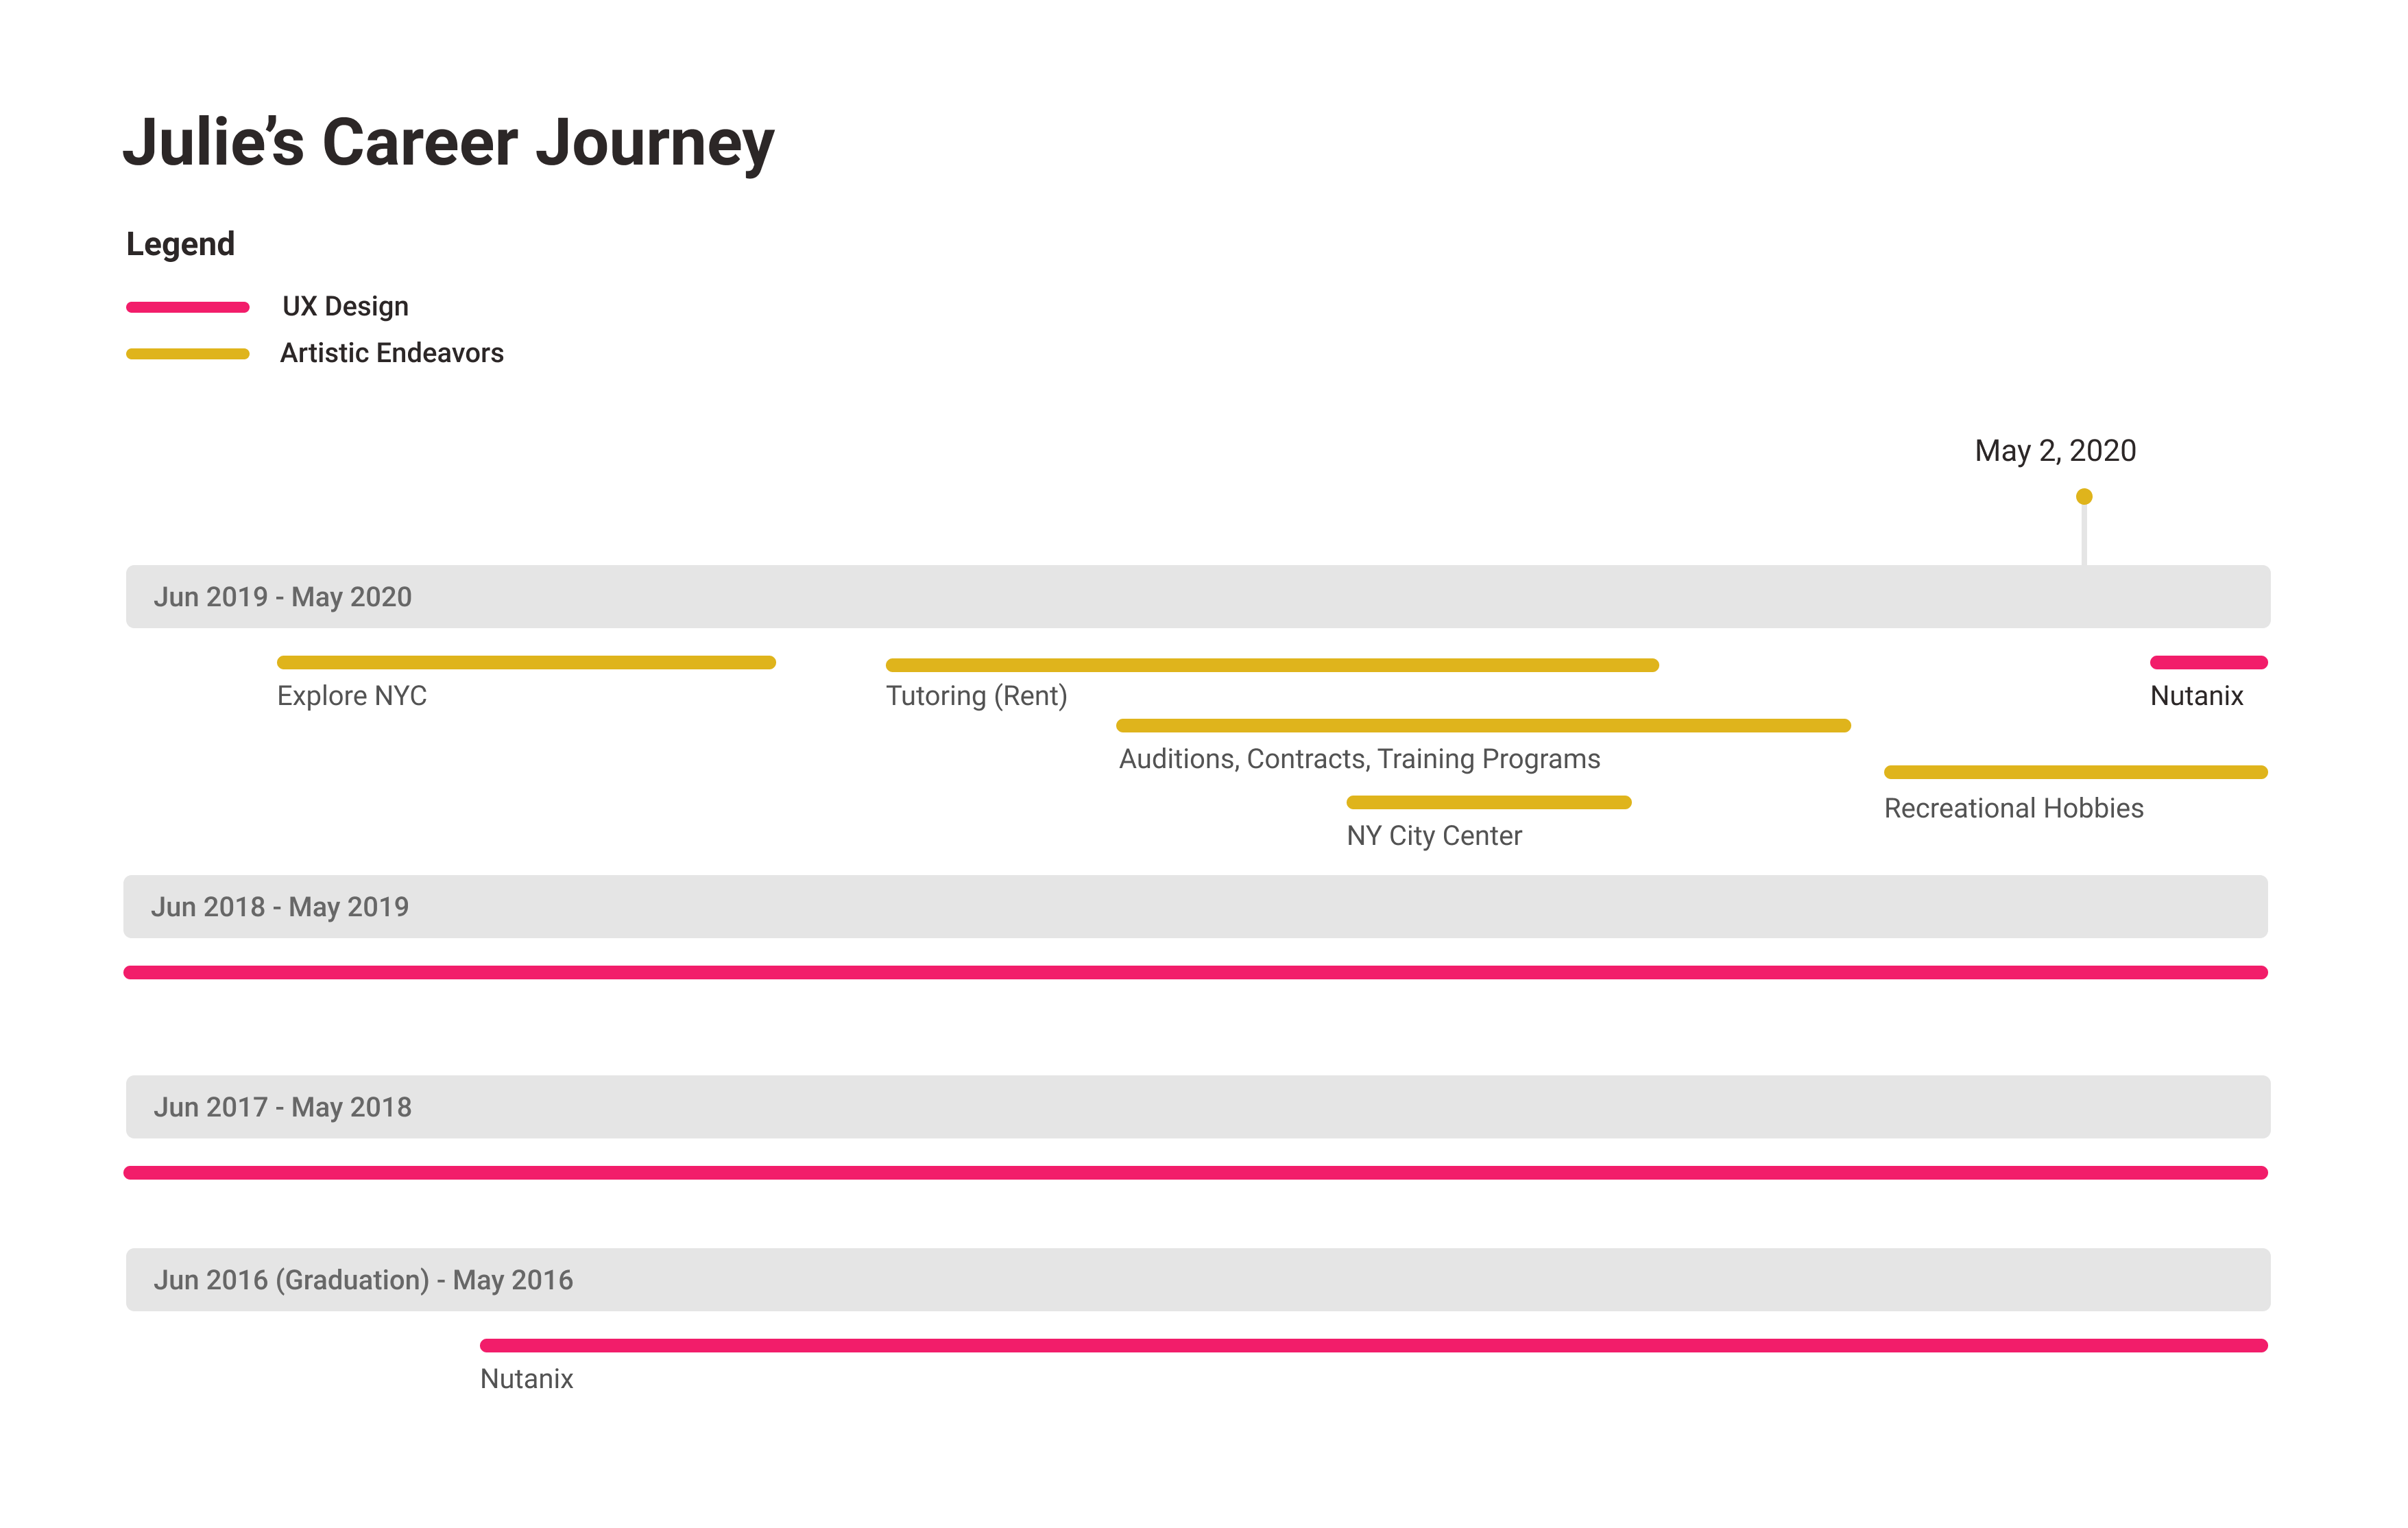 Julie’s Career Journey
Legend
UX Design
Artistic Endeavors
May 2, 2020
Jun 2019 - May 2020
Explore NYC
Tutoring (Rent)
Nutanix
Auditions, Contracts, Training Programs
Recreational Hobbies
NY City Center
Jun 2018 - May 2019
Jun 2017 - May 2018
Jun 2016 (Graduation) - May 2016
Nutanix